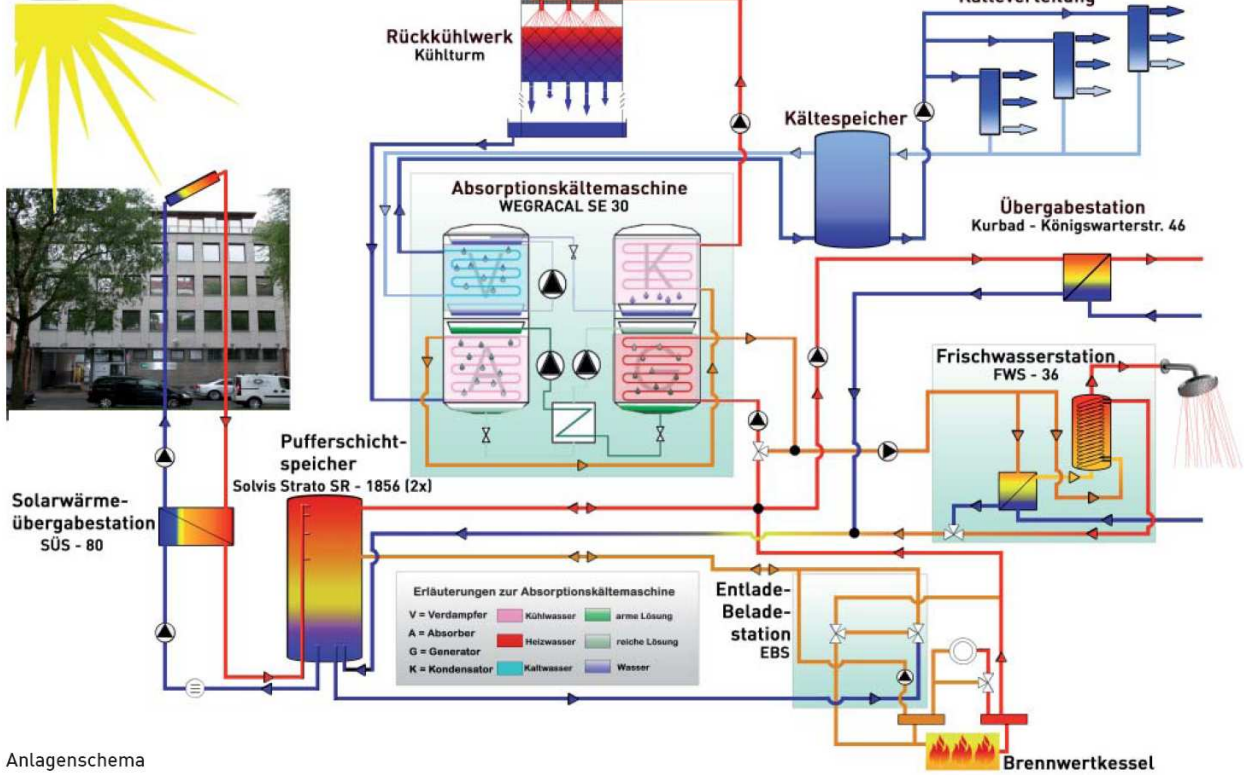 Kälteverteilung
Rückkühlwerk
Kühlturm
Kältespeicher
Absorptionskältemaschine
WEGRACAL SE 30
Übergabestation
Kurbad - Königswarterstr. 46
V
K
A
G
Frischwasserstation
FWS - 36
Pufferschicht-
speicher
Solvis Strato SR - 1856 (2x)
Solarwärme-
übergabestation
SÜS - 80
Erläuterungen zur Absorptionskältemaschine
V = Verdampfer
Kühlwasser
arme Lösung
A = Absorber
Heizwasser
reiche Lösung
G = Generator
K = Kondensator
Kaltwasser
Wasser
Entlade-
Belade-
station
EBS
Brennwertkessel
Anlagenschema